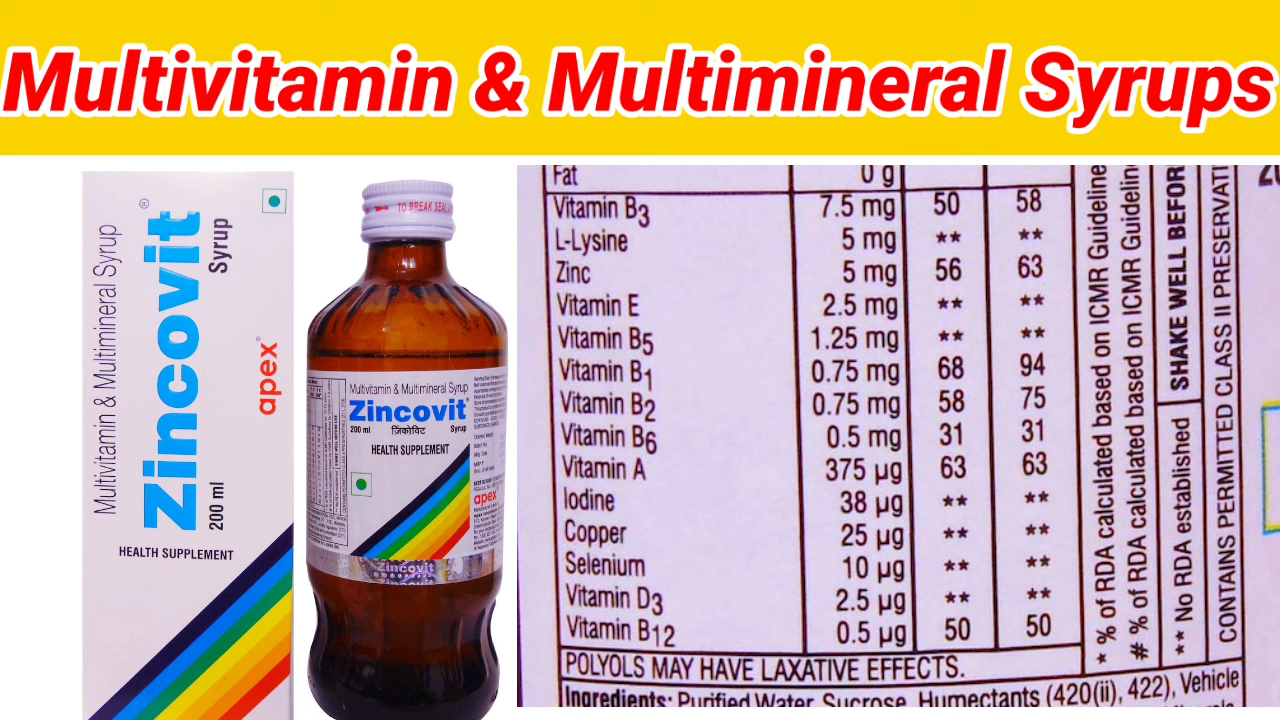 Multivitamin & Multimineral Syrups
Multivitamin & Multimineral Syrup
Zincovit®
Syrup
200 ml
apex®
HEALTH SUPPLEMENT
TO BREAK SEAL
Multivitamin & Multimineral Syrup
Zincovit®
200 ml जिंकोविट Syrup
HEALTH SUPPLEMENT
apex
Zincovit
Fat 0 g
Vitamin B3 7.5 mg 50 58
L-Lysine 5 mg ** **
Zinc 5 mg 56 63
Vitamin E 2.5 mg ** **
Vitamin B5 1.25 mg ** **
Vitamin B1 0.75 mg 68 94
Vitamin B2 0.75 mg 58 75
Vitamin B6 0.5 mg 31 31
Vitamin A 375 µg 63 63
Iodine 38 µg ** **
Copper 25 µg ** **
Selenium 10 µg ** **
Vitamin D3 2.5 µg ** **
Vitamin B12 0.5 µg 50 50
POLYOLS MAY HAVE LAXATIVE EFFECTS.
Ingredients: Purified Water, Sucrose, Humectants (420(ii), 422), Vehicle
* % of RDA calculated based on ICMR Guideline
# % of RDA calculated based on ICMR Guidelin
** No RDA established
SHAKE WELL BEFOR
CONTAINS PERMITTED CLASS II PRESERVATI